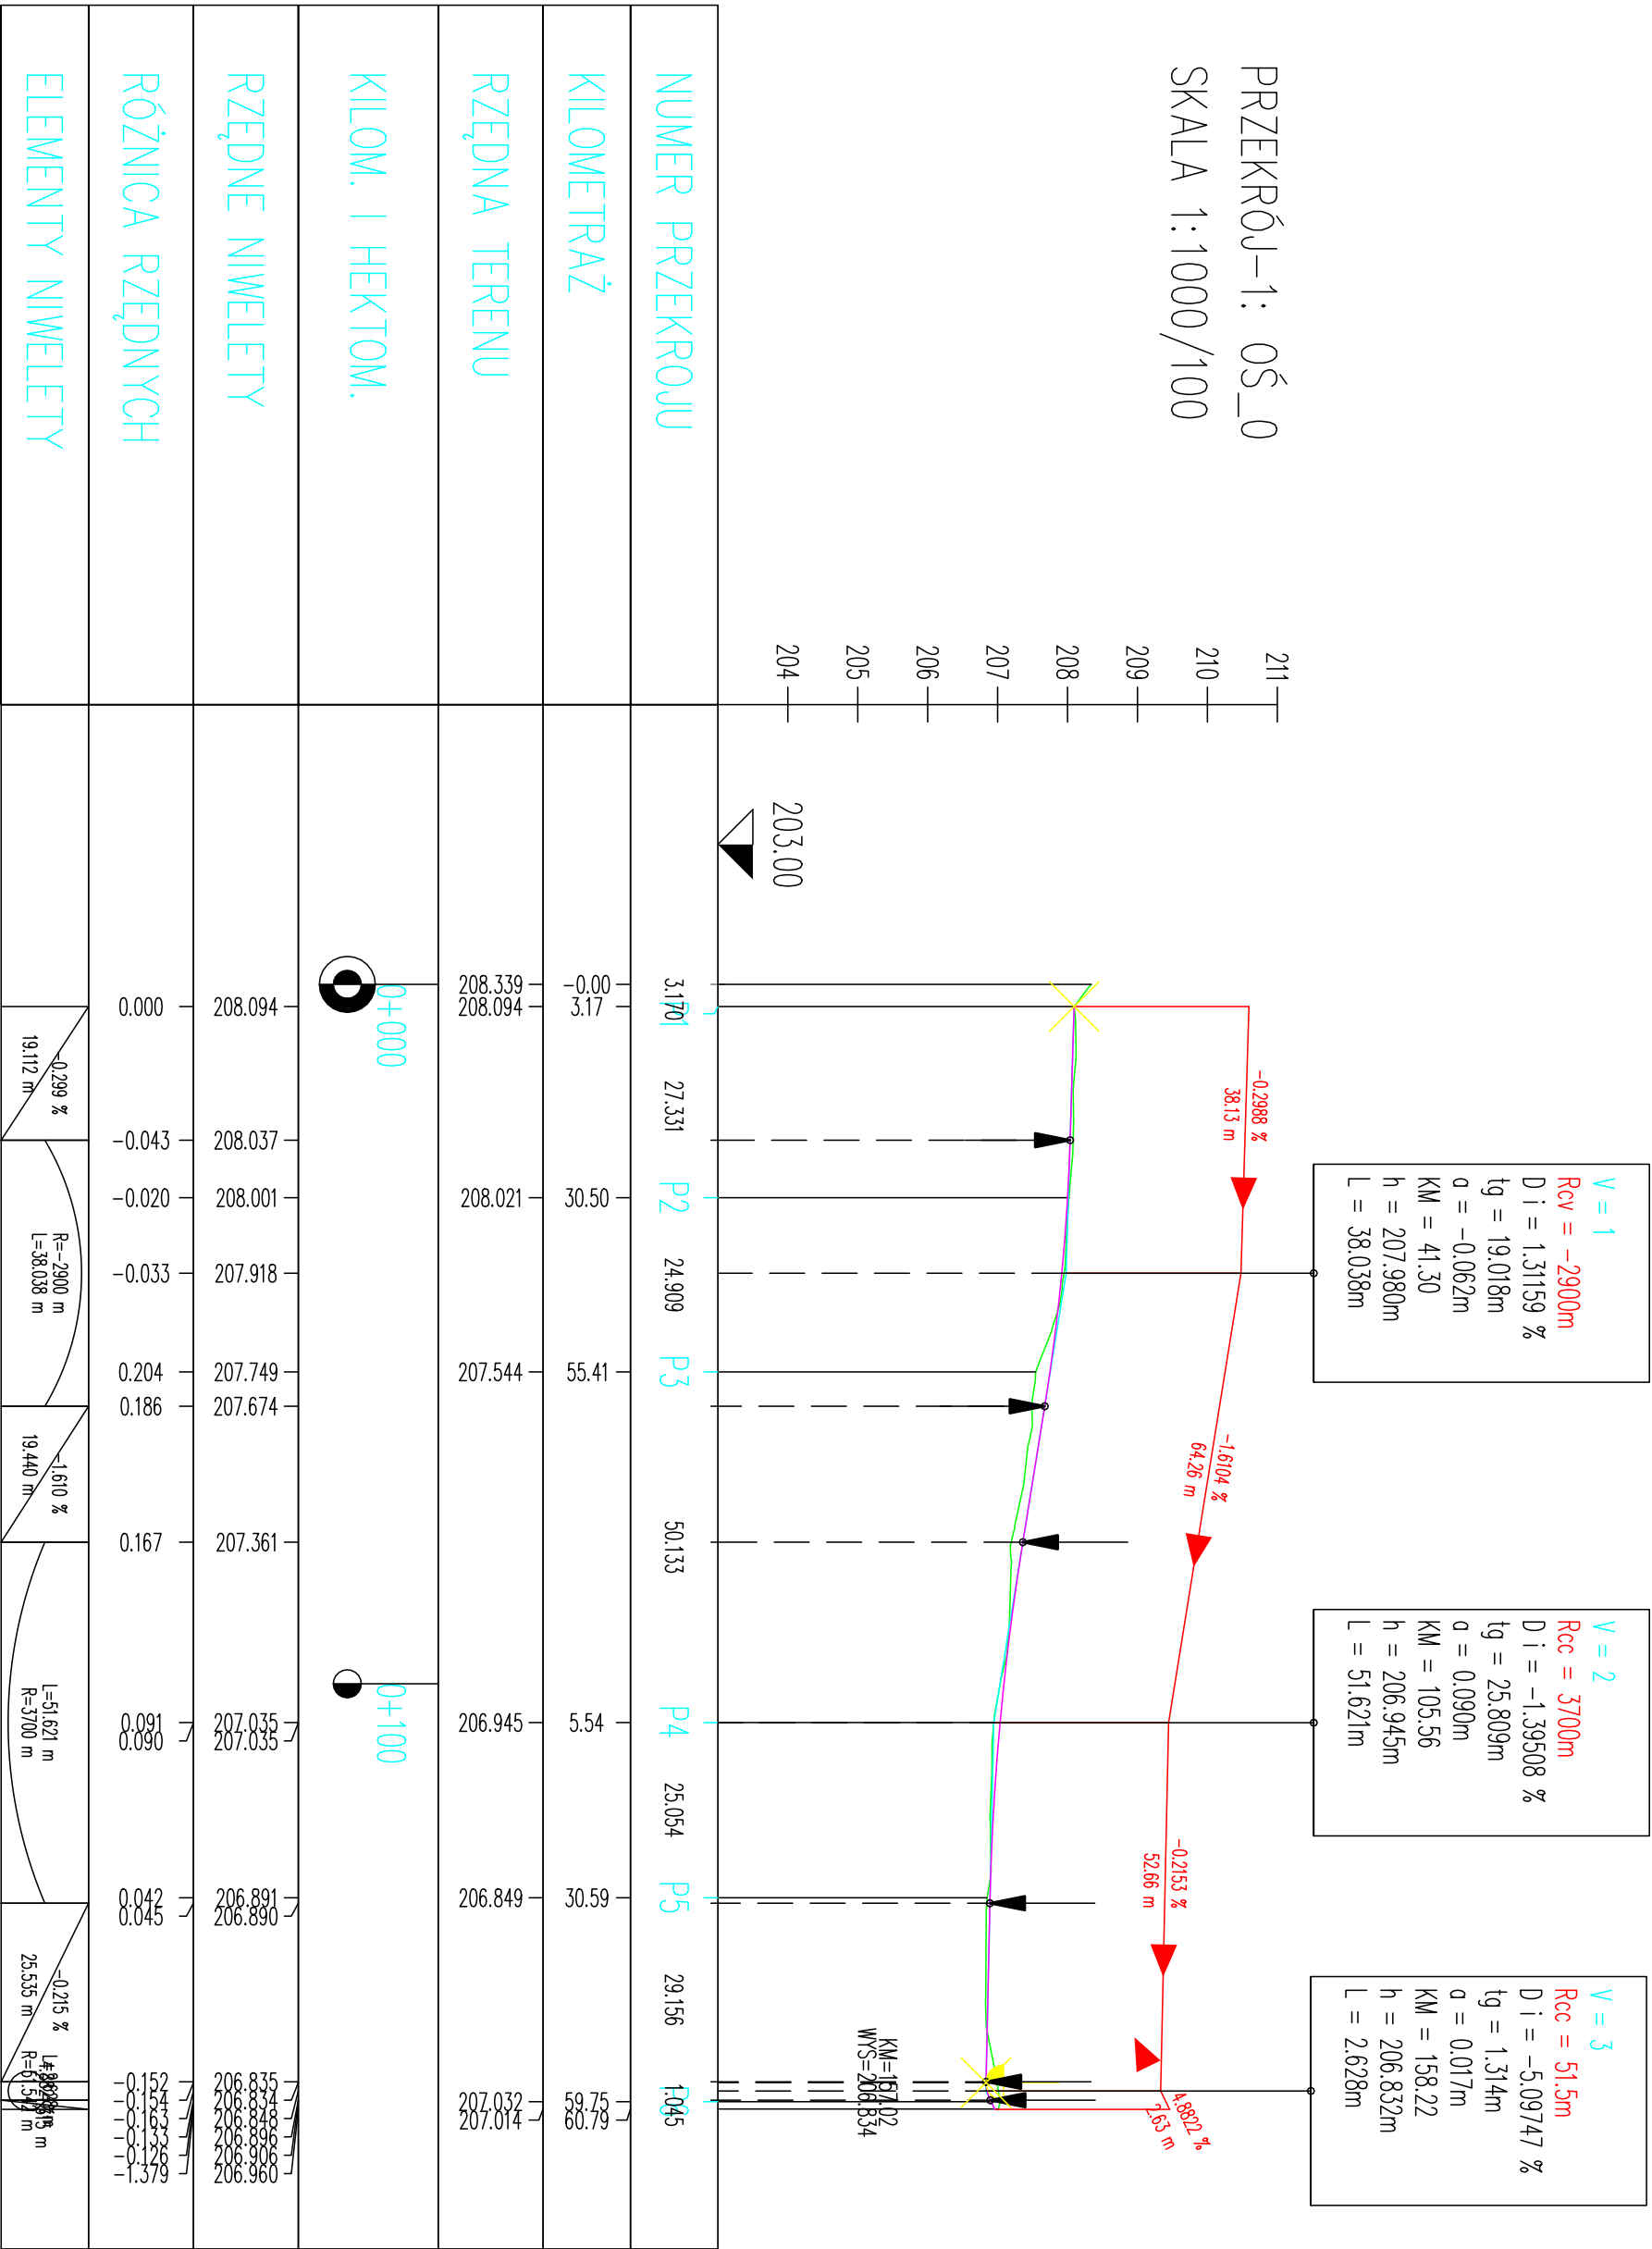 PRZEKRÓJ-1: OŚ_0
SKALA 1:1000/100
V = 1
Rcv = -2900m
D i = 1.31159 %
tg = 19.018m
a = -0.062m
KM = 41.30
h = 207.980m
L = 38.038m
V = 2
Rcc = 3700m
D i = -1.39508 %
tg = 25.809m
a = 0.090m
KM = 105.56
h = 206.945m
L = 51.621m
V = 3
Rcc = 51.5m
D i = -5.09747 %
tg = 1.314m
a = 0.017m
KM = 158.22
h = 206.832m
L = 2.628m
-0.2988 %
38.13 m
-1.6104 %
64.26 m
-0.2153 %
52.66 m
4.8822 %
2.63 m
211
210
209
208
207
206
205
204
203.00
KM=157.02
WYS=206.834
NUMER PRZEKROJU
P1 P2 P3 P4 P5
3.170 27.331 24.909 50.133 25.054 29.156 1.045
KILOMETRAŻ
-0.00 3.17 30.50 55.41 5.54 30.59 59.75 60.79
RZĘDNA TERENU
208.339 208.094 208.021 207.544 206.945 206.849 207.032 207.014
KILOM. I HEKTOM.
0+000 0+100
RZĘDNE NIWELETY
208.094 208.037 208.001 207.918 207.749 207.674 207.361 207.035 207.035 206.891 206.890 206.835 206.834 206.848 206.896 206.906 206.960
RÓŻNICA RZĘDNYCH
0.000 -0.043 -0.020 -0.033 0.204 0.186 0.167 0.091 0.090 0.042 0.045 -0.152 -0.154 -0.163 -0.133 -0.126 -1.379
ELEMENTY NIWELETY
-0.299 %
19.112 m
R=-2900 m
L=38.038 m
-1.610 %
19.440 m
L=51.621 m
R=3700 m
-0.215 %
25.535 m